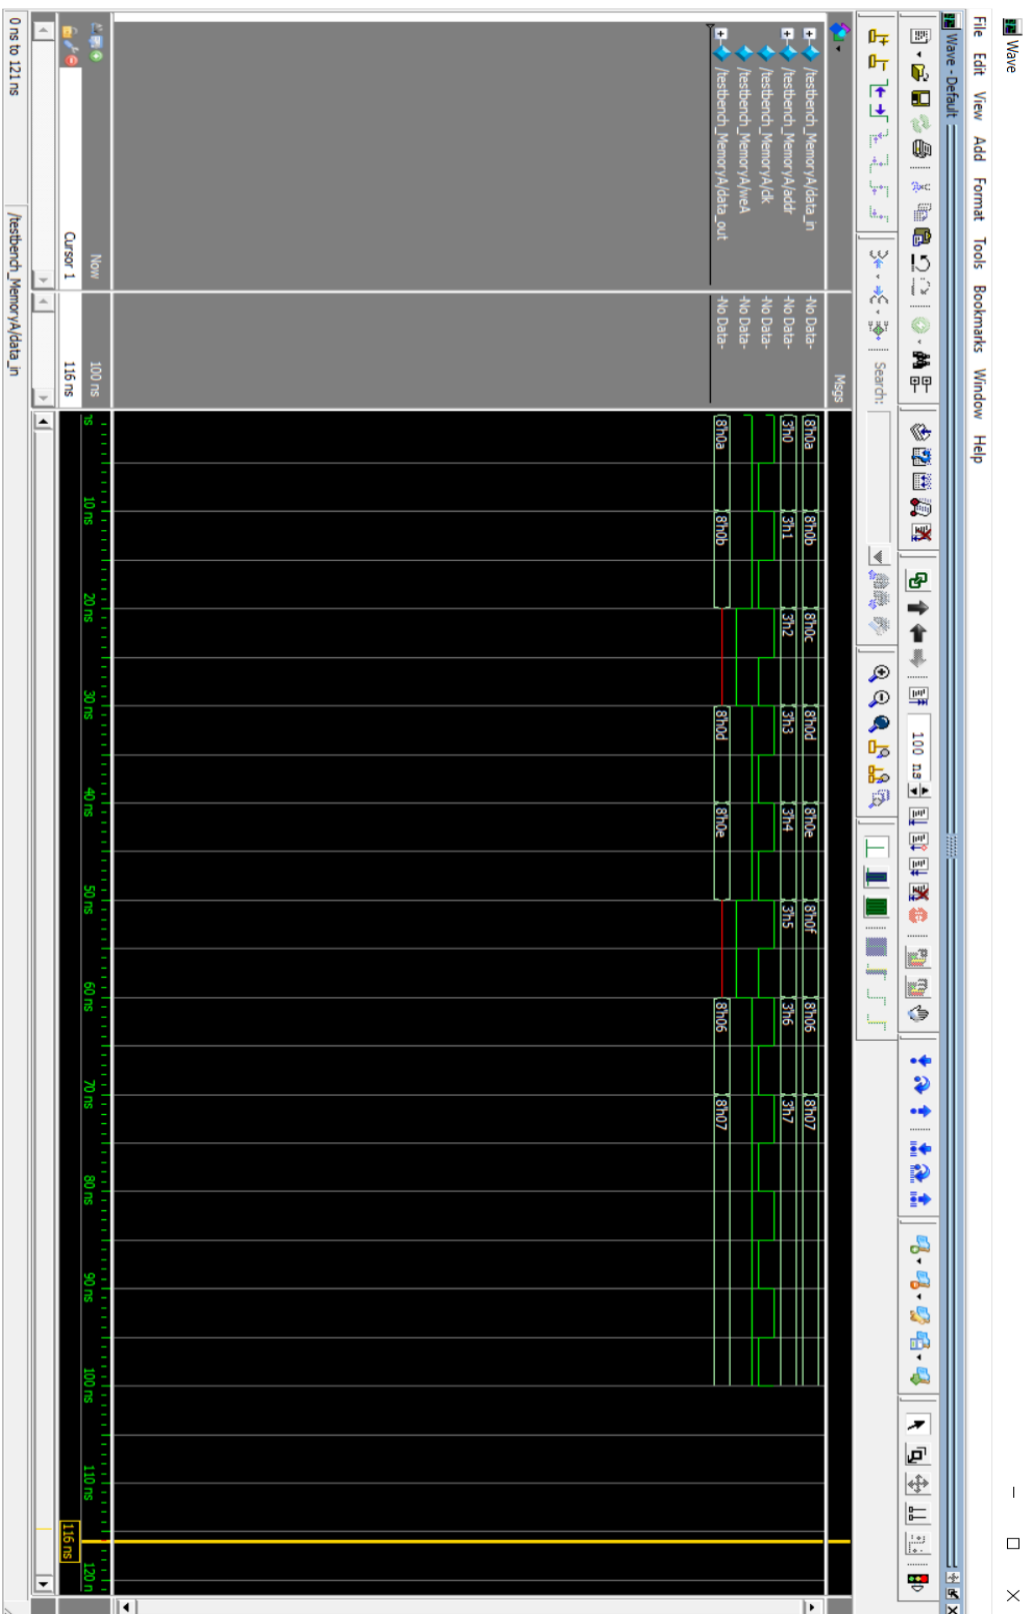 Wave
File Edit View Add Format Tools Bookmarks Window Help
Wave - Default
100 ns
Search:
Msgs
/testbench_MemoryA/data_in -No Data- 8'h0a 8'h0b 8'h0c 8'h0d 8'h0e 8'h0f 8'h06 8'h07
/testbench_MemoryA/addr -No Data- 3'h0 3'h1 3'h2 3'h3 3'h4 3'h5 3'h6 3'h7
/testbench_MemoryA/clk -No Data-
/testbench_MemoryA/weA -No Data-
/testbench_MemoryA/data_out -No Data- 8'h0a 8'h0b 8'h0d 8'h0e 8'h06 8'h07
Now 100 ns ns 10 ns 20 ns 30 ns 40 ns 50 ns 60 ns 70 ns 80 ns 90 ns 100 ns 110 ns 120 n
Cursor 1 116 ns 116 ns
0 ns to 121 ns /testbench_MemoryA/data_in